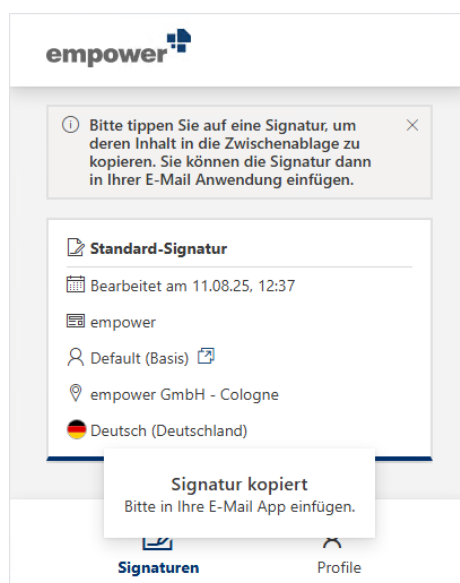 empower
Bitte tippen Sie auf eine Signatur, um
deren Inhalt in die Zwischenablage zu
kopieren. Sie können die Signatur dann
in Ihrer E-Mail Anwendung einfügen.
Standard-Signatur
Bearbeitet am 11.08.25, 12:37
empower
Default (Basis)
empower GmbH - Cologne
Deutsch (Deutschland)
Signatur kopiert
Bitte in Ihre E-Mail App einfügen.
Signaturen
Profile